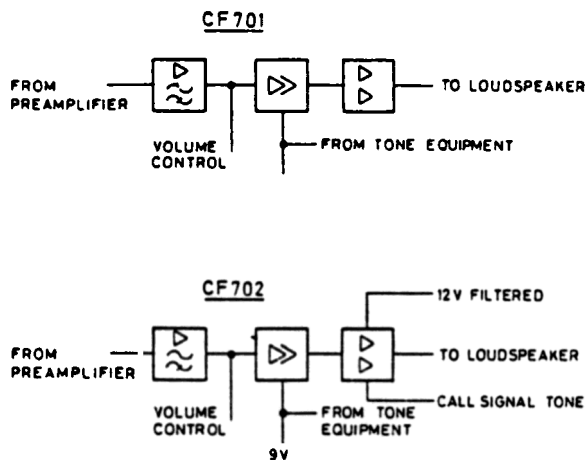 CF701
FROM
PREAMPLIFIER
TO LOUDSPEAKER
VOLUME
CONTROL
FROM TONE EQUIPMENT
CF702
12V FILTERED
FROM
PREAMPLIFIER
TO LOUDSPEAKER
CALL SIGNAL TONE
VOLUME
CONTROL
FROM TONE
EQUIPMENT
9V